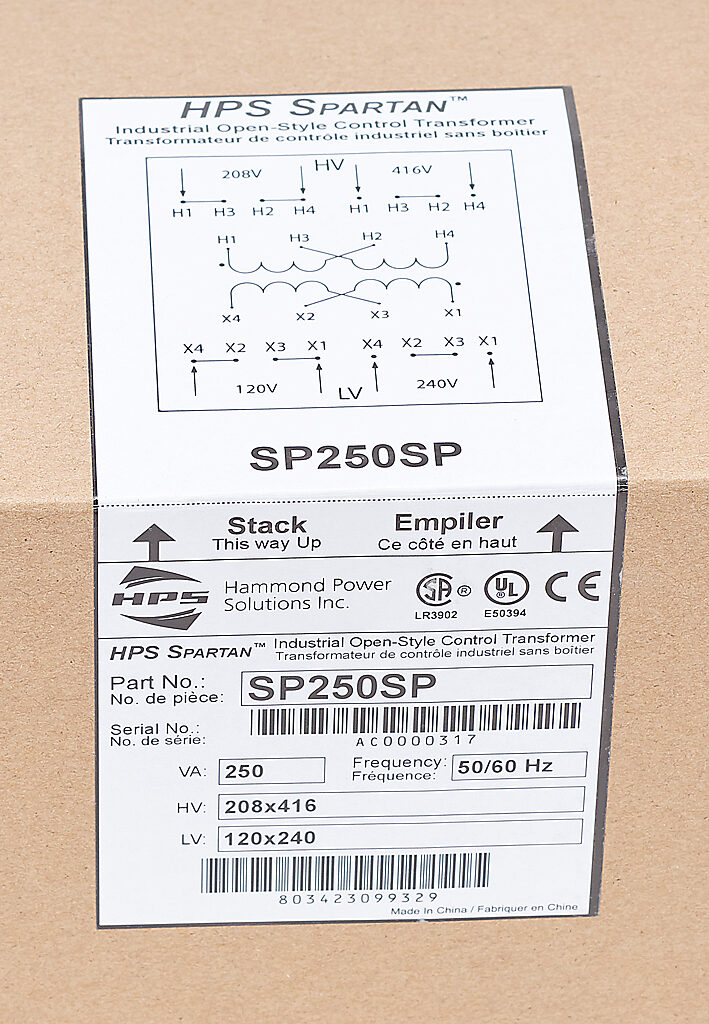 HPS SPARTAN™
Industrial Open-Style Control Transformer
Transformateur de contrôle industriel sans boîtier
208V HV 416V
H1 H3 H2 H4 H1 H3 H2 H4
H1 H3 H2 H4
X4 X2 X3 X1
X4 X2 X3 X1 X4 X2 X3 X1
120V LV 240V
SP250SP
Stack Empiler
This way Up Ce côté en haut
HPS Hammond Power
Solutions Inc.
SA ® UL CE
LR3902 E50394
HPS SPARTAN™ Industrial Open-Style Control Transformer
Transformateur de contrôle industriel sans boîtier
Part No.: SP250SP
No. de pièce:
Serial No.:
No. de série: AC0000317
VA: 250 Frequency: 50/60 Hz
Fréquence:
HV: 208x416
LV: 120x240
803423099329
Made In China / Fabriquer en Chine